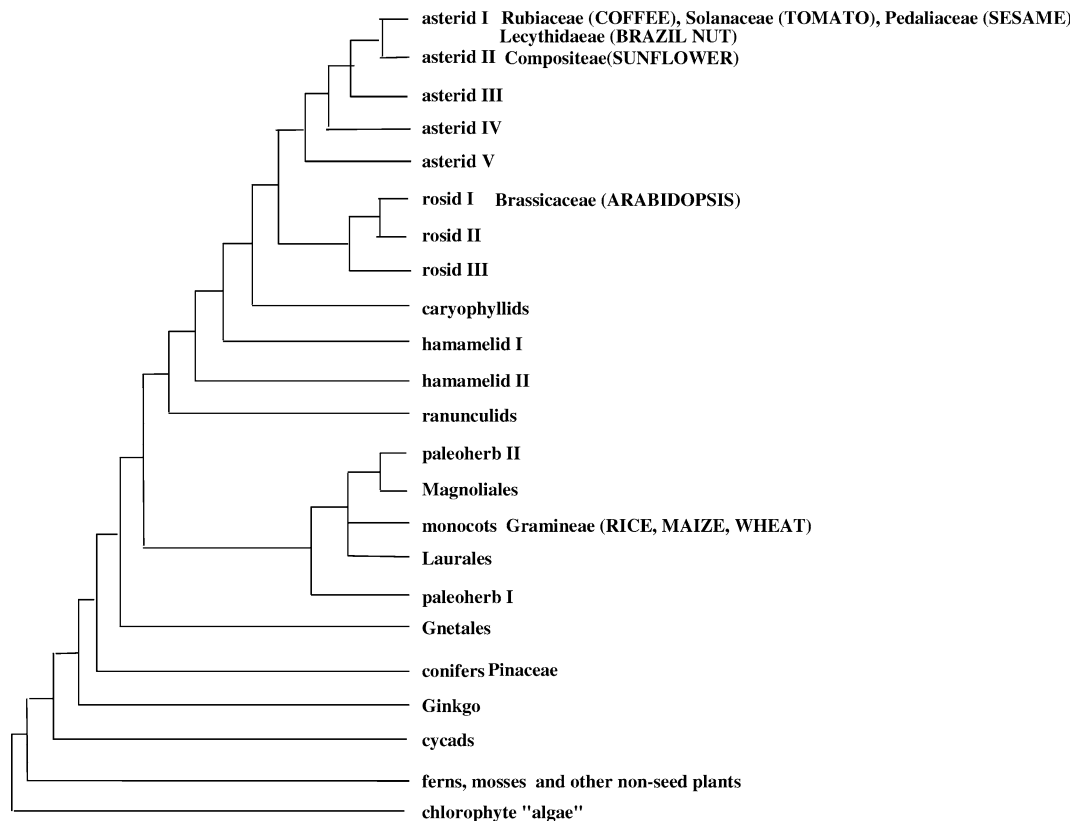 asterid I Rubiaceae (COFFEE), Solanaceae (TOMATO), Pedaliaceae (SESAME)
Lecythidaeae (BRAZIL NUT)
asterid II Compositeae(SUNFLOWER)
asterid III
asterid IV
asterid V
rosid I Brassicaceae (ARABIDOPSIS)
rosid II
rosid III
caryophyllids
hamamelid I
hamamelid II
ranunculids
paleoherb II
Magnoliales
monocots Gramineae (RICE, MAIZE, WHEAT)
Laurales
paleoherb I
Gnetales
conifers Pinaceae
Ginkgo
cycads
ferns, mosses and other non-seed plants
chlorophyte "algae"